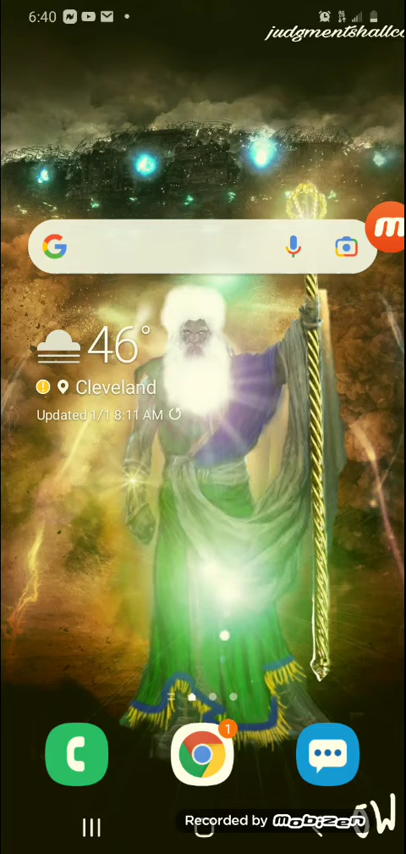 6:40
judgmentshallco
46°
Cleveland
Updated 1/1 8:11 AM
1
Recorded by Mobizen